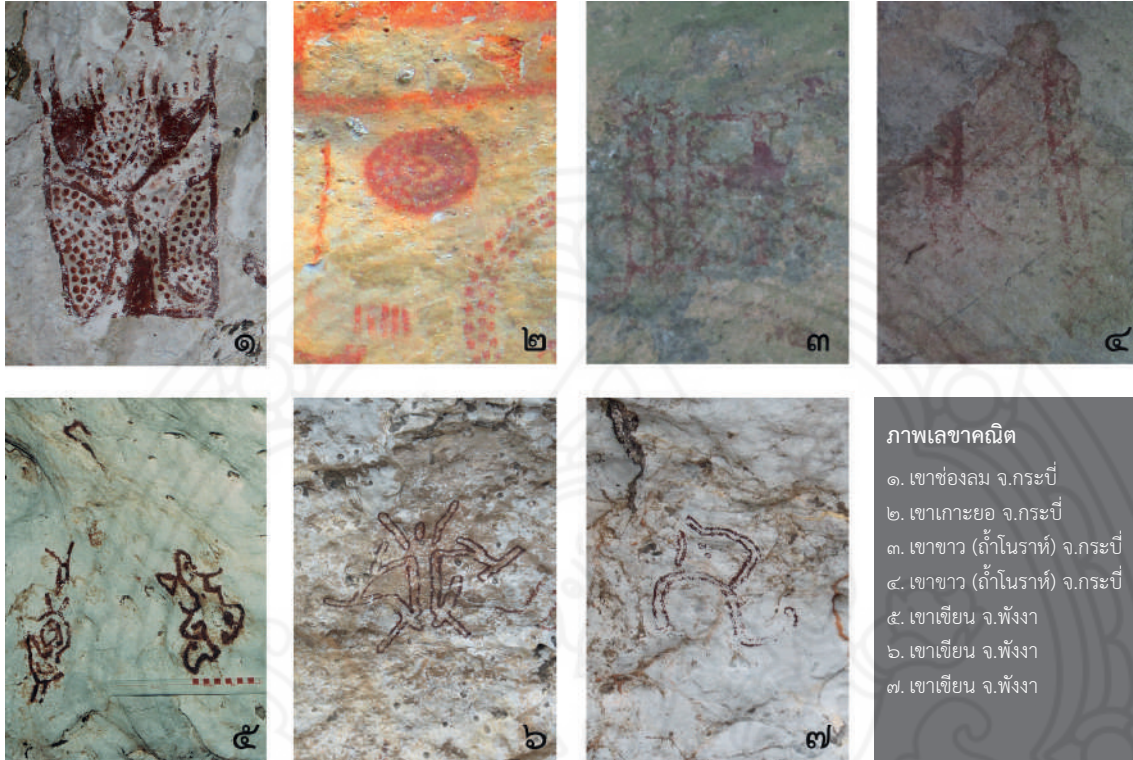 ๑
๒
๓
๔
๕
๖
๗
ภาพเลขาคณิต
๑. เขาช่องลม จ.กระบี่
๒. เขาเกาะยอ จ.กระบี่
๓. เขาขาว (ถ้ำโนราห์) จ.กระบี่
๔. เขาขาว (ถ้ำโนราห์) จ.กระบี่
๕. เขาเขียน จ.พังงา
๖. เขาเขียน จ.พังงา
๗. เขาเขียน จ.พังงา